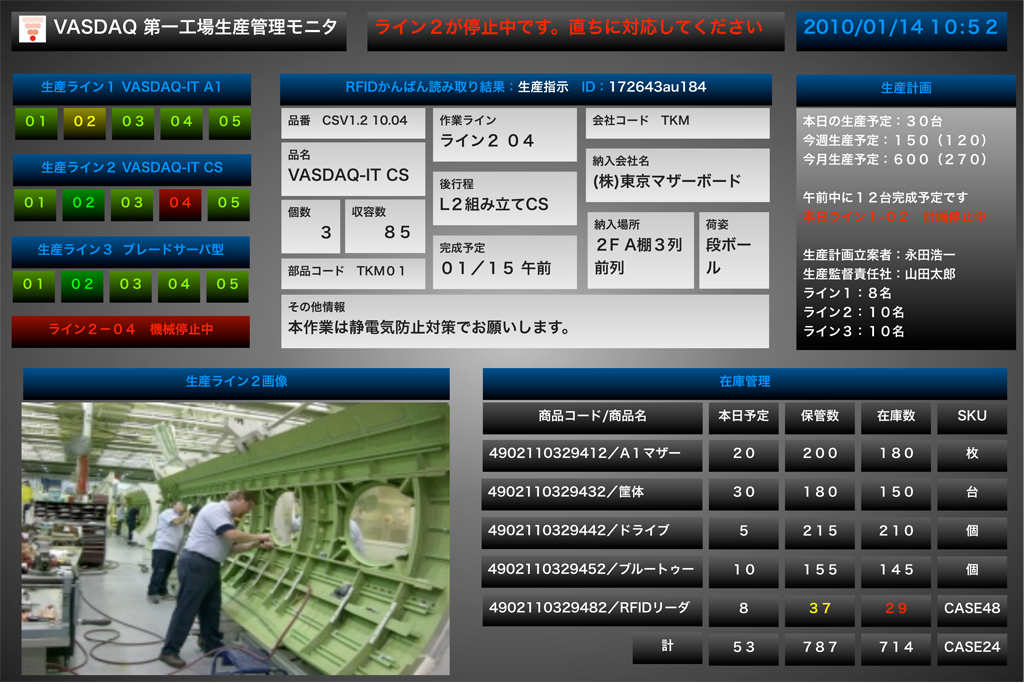 VASDAQ 第一工場生産管理モニタ
ライン２が停止中です。直ちに対応してください
2010/01/14 10:５２
生産ライン１ VASDAQ-IT A1
０１ ０２ ０３ ０４ ０５
生産ライン２ VASDAQ-IT CS
０１ ０２ ０３ ０４ ０５
生産ライン３ ブレードサーバ型
０１ ０２ ０３ ０４ ０５
ライン２－０４　機械停止中
RFIDかんばん読み取り結果：生産指示　ID：172643au184
品番　CSV1.2 10.04
品名
VASDAQ-IT CS
個数
３
収容数
８５
部品コード　TKM０１
作業ライン
ライン２ ０４
後行程
L２組み立てCS
完成予定
０１／１５ 午前
会社コード　TKM
納入会社名
(株)東京マザーボード
納入場所
２ＦＡ棚３列
前列
荷姿
段ボー
ル
その他情報
本作業は静電気防止対策でお願いします。
生産計画
本日の生産予定：３０台
今週生産予定：１５０（１２０）
今月生産予定：６００（２７０）
午前中に１２台完成予定です
本日ライン１-０２　計画停止中
生産計画立案者：永田浩一
生産監督責任社：山田太郎
ライン１：８名
ライン２：１０名
ライン３：１０名
生産ライン２画像
在庫管理
商品コード/商品名 本日予定 保管数 在庫数 SKU
4902110329412／A１マザー ２０ ２００ １８０ 枚
4902110329432／筐体 ３０ １８０ １５０ 台
4902110329442／ドライブ ５ ２１５ ２１０ 個
4902110329452／ブルートゥー １０ １５５ １４５ 個
4902110329482／RFIDリーダ ８ ３７ ２９ CASE48
計 ５３ ７８７ ７１４ CASE24